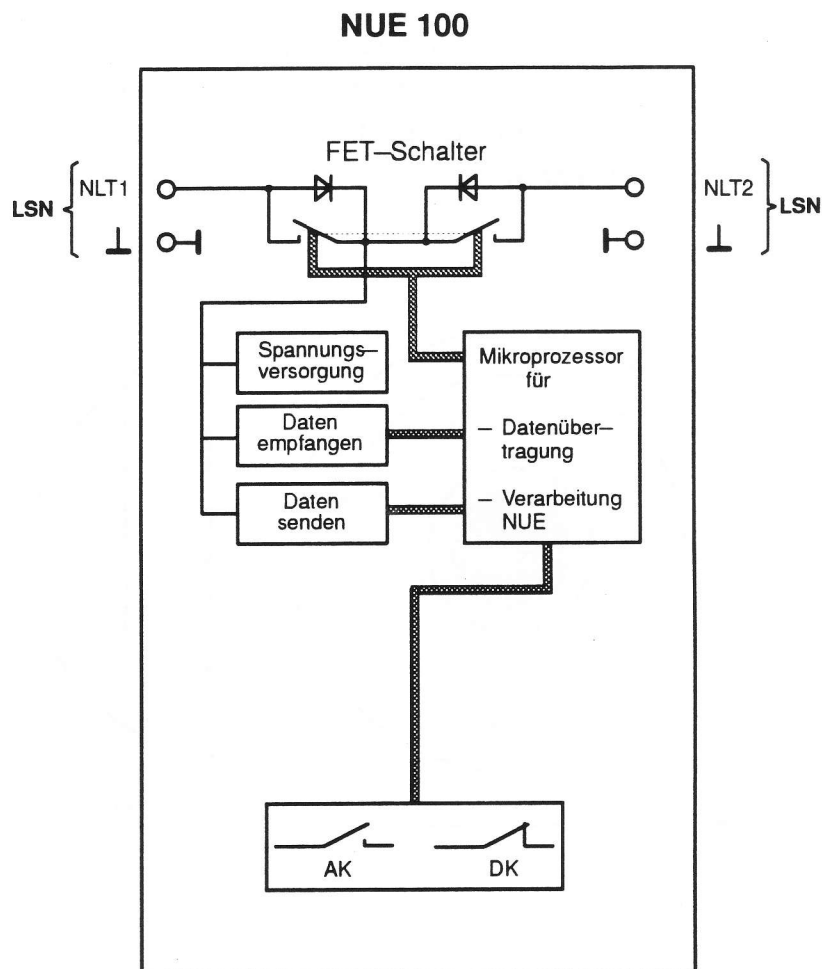 NUE 100
FET–Schalter
LSN
NLT1
NLT2
LSN
Spannungs–
versorgung
Daten
empfangen
Daten
senden
Mikroprozessor
für
– Datenüber–
tragung
– Verarbeitung
NUE
AK
DK